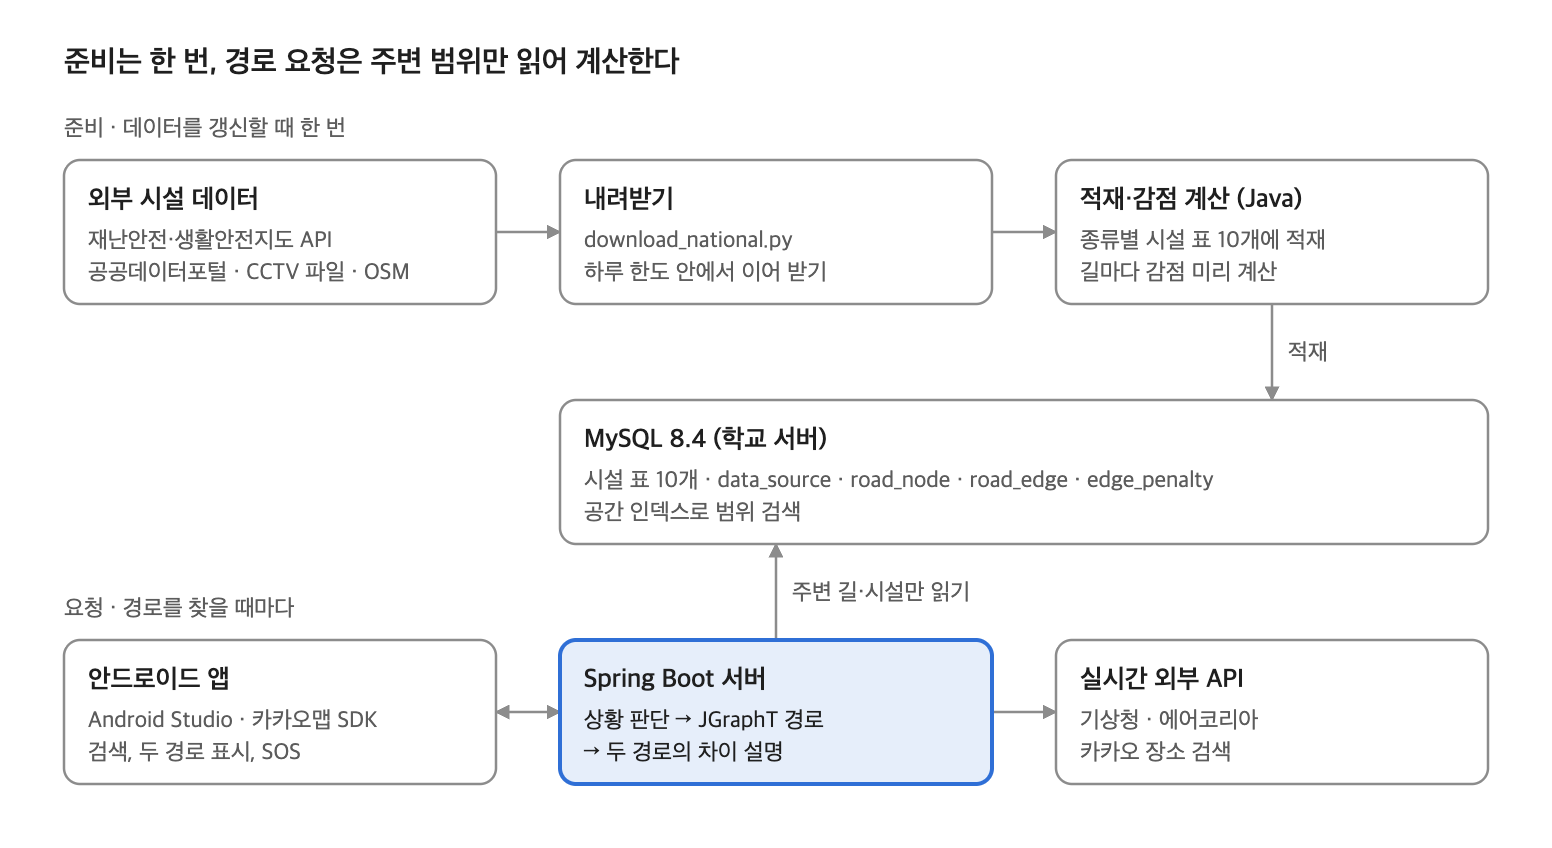 준비는 한 번, 경로 요청은 주변 범위만 읽어 계산한다
준비 · 데이터를 갱신할 때 한 번
외부 시설 데이터
재난안전·생활안전지도 API
공공데이터포털 · CCTV 파일 · OSM
내려받기
download_national.py
하루 한도 안에서 이어 받기
적재·감점 계산 (Java)
종류별 시설 표 10개에 적재
길마다 감점 미리 계산
적재
MySQL 8.4 (학교 서버)
시설 표 10개 · data_source · road_node · road_edge · edge_penalty
공간 인덱스로 범위 검색
주변 길·시설만 읽기
요청 · 경로를 찾을 때마다
안드로이드 앱
Android Studio · 카카오맵 SDK
검색, 두 경로 표시, SOS
Spring Boot 서버
상황 판단 → JGraphT 경로
→ 두 경로의 차이 설명
실시간 외부 API
기상청 · 에어코리아
카카오 장소 검색